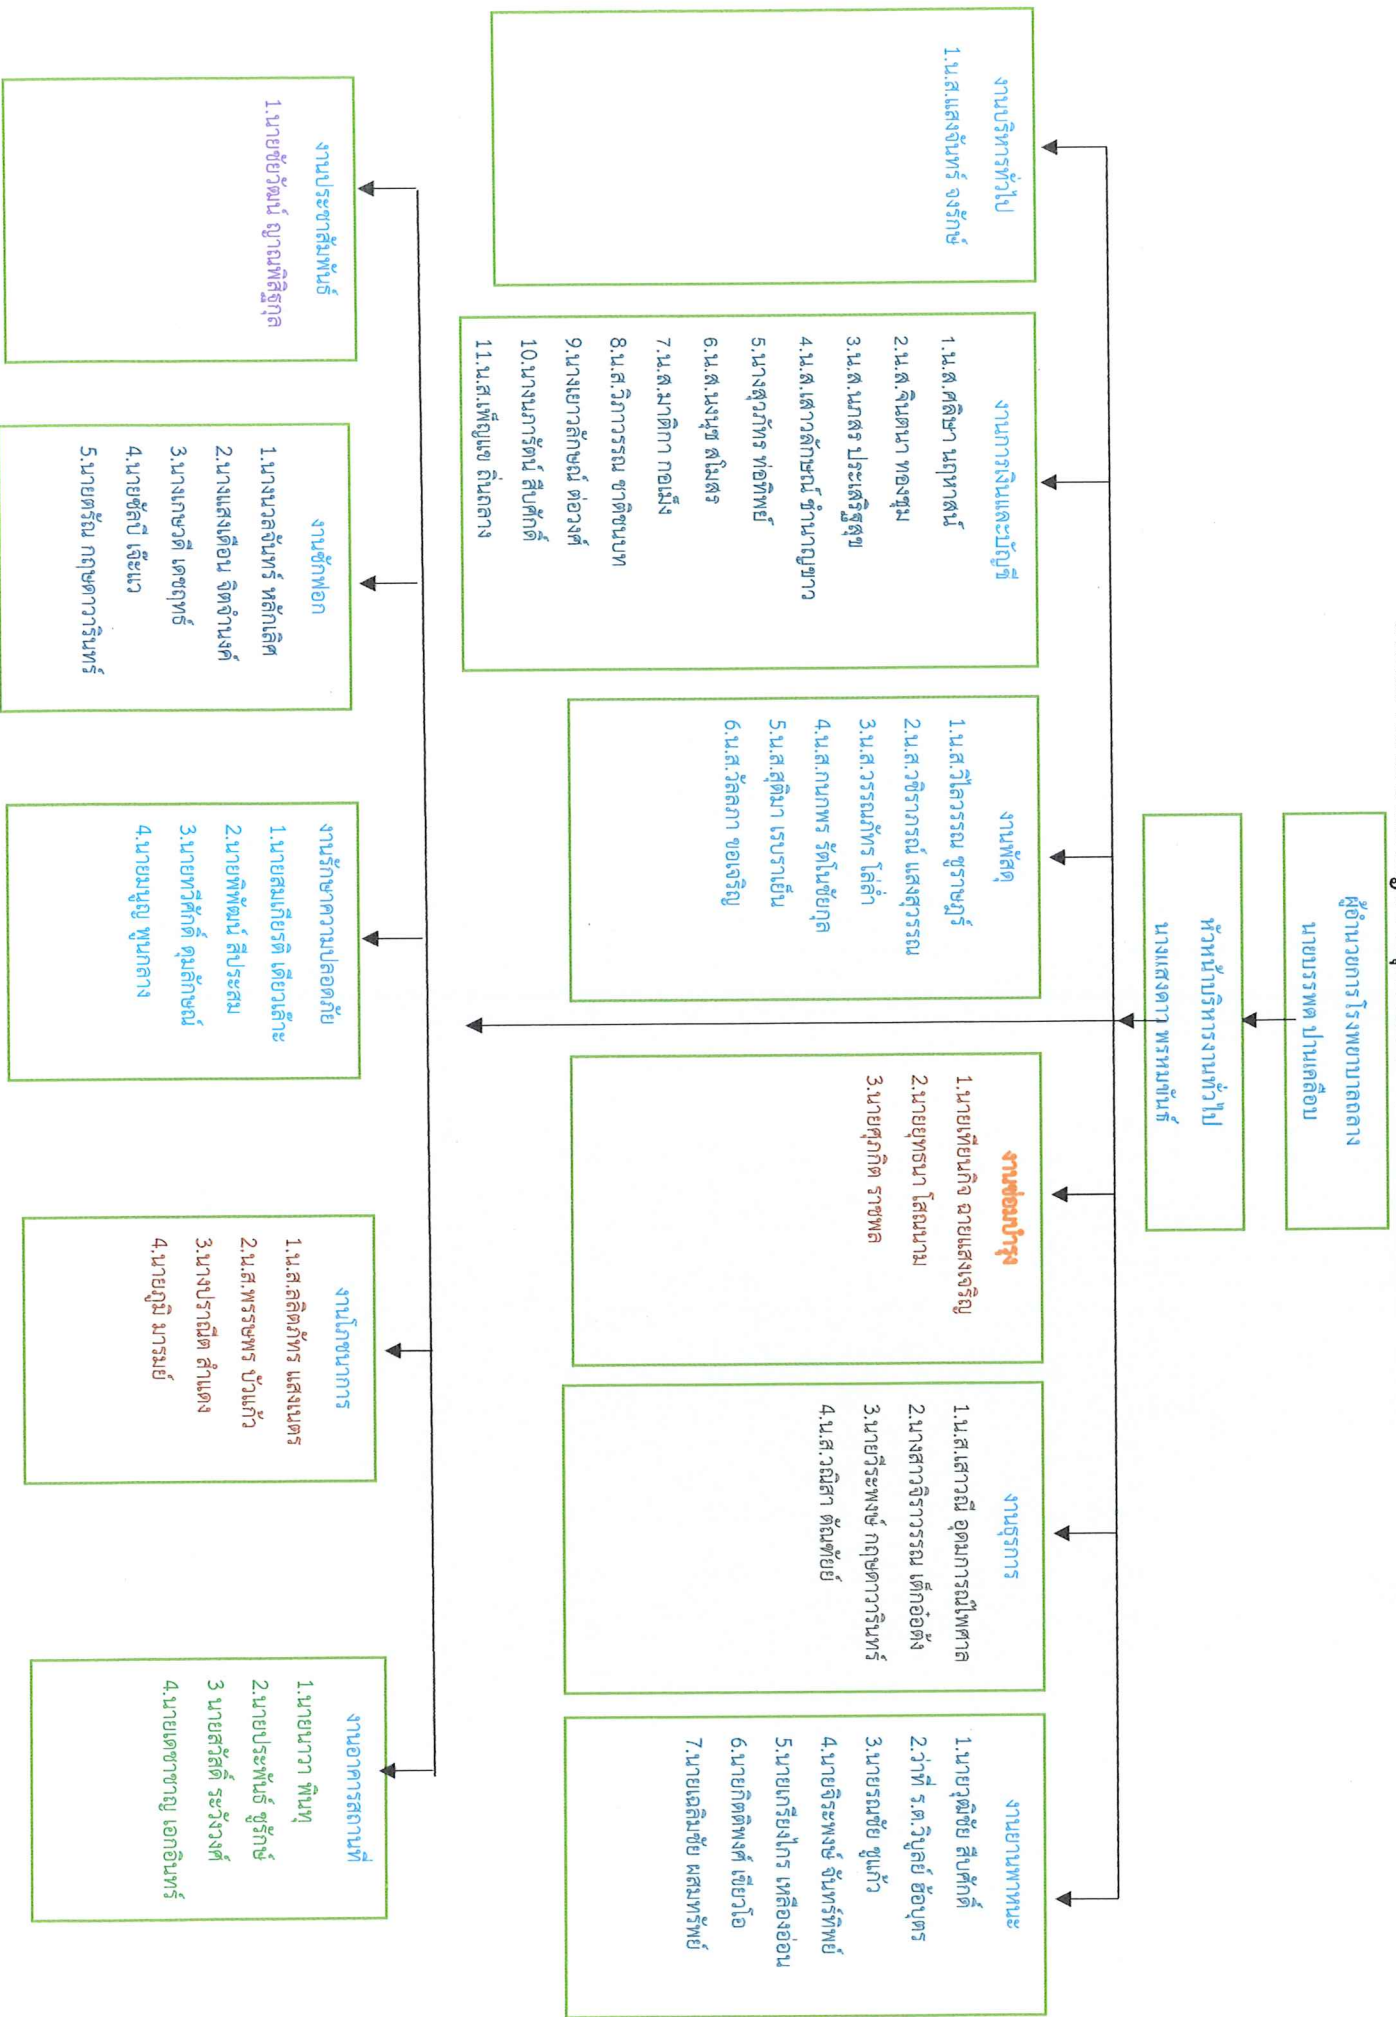 ผู้อำนวยการโรงพยาบาลถลาง
นายบรรพต ปานเคลือบ
หัวหน้าบริหารงานทั่วไป
นางแสงดาว พรหมขันธ์
งานบริหารทั่วไป
1.น.ส.แสงจันทร์ จงรักษ์
งานการเงินและบัญชี
1.น.ส.ศลิษา นฤหาสน์
2.น.ส.จินตนา ทองชุม
3.น.ส.นภสร ประเสริฐสุข
4.น.ส.เสาวลักษณ์ ชำนาญขาว
5.นางสุวภัทร ท่อทิพย์
6.น.ส.นงนุช สโมสร
7.น.ส.มาติกา กอเม็ง
8.น.ส.วิภาวรรณ ชาติชนบท
9.นางเยาวลักษณ์ ต่อวงศ์
10.นางนภารัตน์ สืบศักดิ์
11.น.ส.เพ็ญแข ถิ่นถลาง
งานพัสดุ
1.น.ส.วิไลวรรณ ชูราษฎร์
2.น.ส.วชิราภรณ์ แสงสุวรรณ
3.น.ส.วรรณภัทร โล่ล้ำ
4.น.ส.กนกพร รัตโนชัยกุล
5.น.ส.สุติมา เรบราเย็น
6.น.ส.วัลลภา ขอเจริญ
งานซ่อมบำรุง
1.นายเทียนกิจ ฉายแสงเจริญ
2.นายยุทธนา โสณนาม
3.นายศุภกิต ราชพล
งานธุรการ
1.น.ส.เสาวณี อุดมการณ์ไพศาล
2.นางสาวจิราวรรณ เต็กอ๋อต้ง
3.นายวีระพงษ์ กฤษดาวารินทร์
4.น.ส.วณิสา ตัณฑัยย์
งานยานพาหนะ
1.นายวุฒิชัย สืบศักดิ์
2.ว่าที่ ร.ต.วิบูลย์ ฮ้อบุตร
3.นายรณชัย ชูแก้ว
4.นายจิระพงษ์ จันทร์ทิพย์
5.นายเกรียงไกร เหลืองอ่อน
6.นายกิตติพงศ์ เขียวโอ
7.นายเฉลิมชัย ผสมทรัพย์
งานประชาสัมพันธ์
1.นายชัยวัฒน์ ญาณพิสิฐกุล
งานซักฟอก
1.นางนวลจันทร์ หลักเลิศ
2.นางแสงเดือน จิตจำนงค์
3.นางเกษวดี เดชฤทธ์
4.นายซัลบี เจ๊ะแว
5.นายตรัณ กฤษดาวารินทร์
งานรักษาความปลอดภัย
1.นายสมเกียรติ เดียวเล้าะ
2.นายพิพัฒน์ สีประสม
3.นายทวีศักดิ์ ดุมลักษณ์
4.นายมนูญ พูนกลาง
งานโภชนาการ
1.น.ส.ลลิตภัทร แสงเนตร
2.น.ส.พรรษพร บัวแก้ว
3.นางปราณีต สำแดง
4.นายภูมิ มารมย์
งานอาคารสถานที่
1.นายนาวา พินทุ
2.นายประพันธ์ ชูรักษ์
3 นายสวัสดิ์ ระวังวงศ์
4.นายเดชาชาญ เอกอินทร์